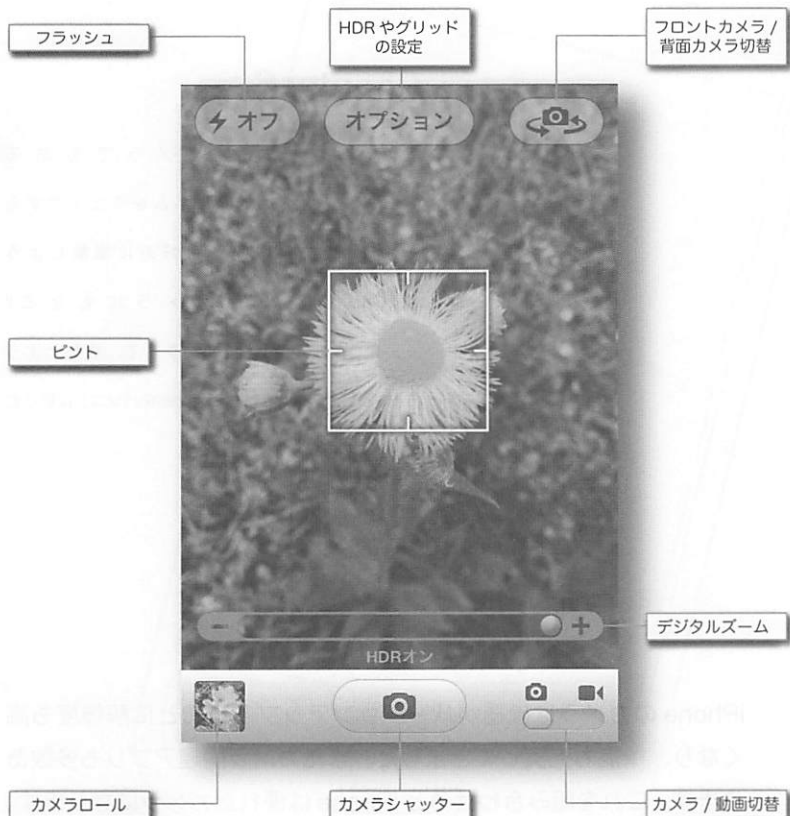 フラッシュ
HDR やグリッド
の設定
フロントカメラ /
背面カメラ切替
オフ
オプション
ピント
デジタルズーム
HDRオン
カメラロール
カメラシャッター
カメラ / 動画切替